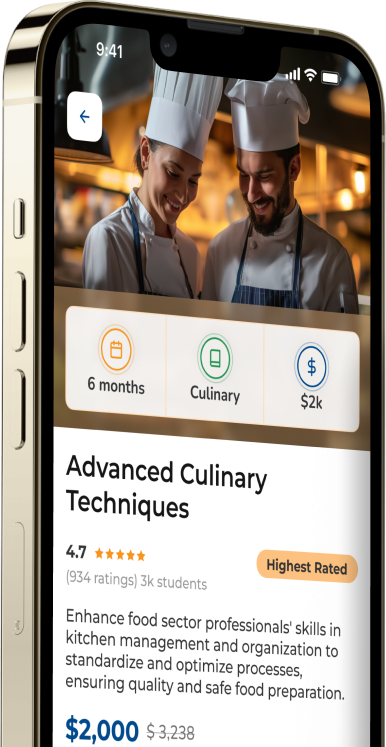 9:41
6 months
Culinary
$2k
Advanced Culinary
Techniques
4.7
Highest Rated
(934 ratings) 3k students
Enhance food sector professionals' skills in
kitchen management and organization to
standardize and optimize processes,
ensuring quality and safe food preparation.
$2,000 $ 3,238